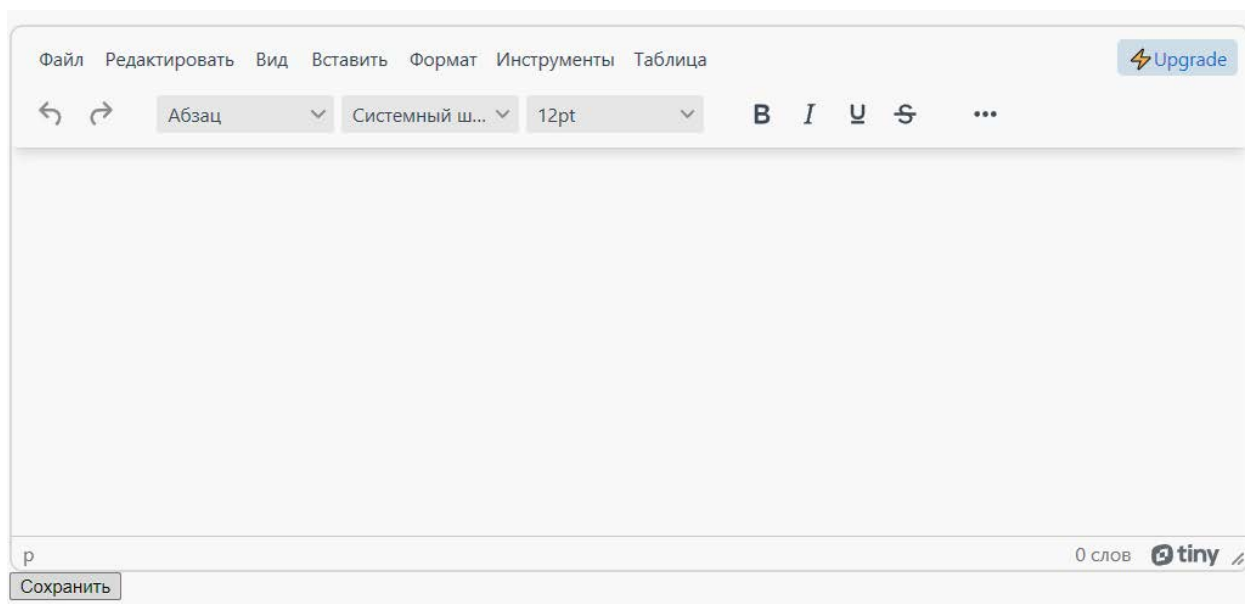 Файл Редактировать Вид Вставить Формат Инструменты Таблица Upgrade
Абзац Системный ш... 12pt B I U S
p 0 слов tiny
Сохранить